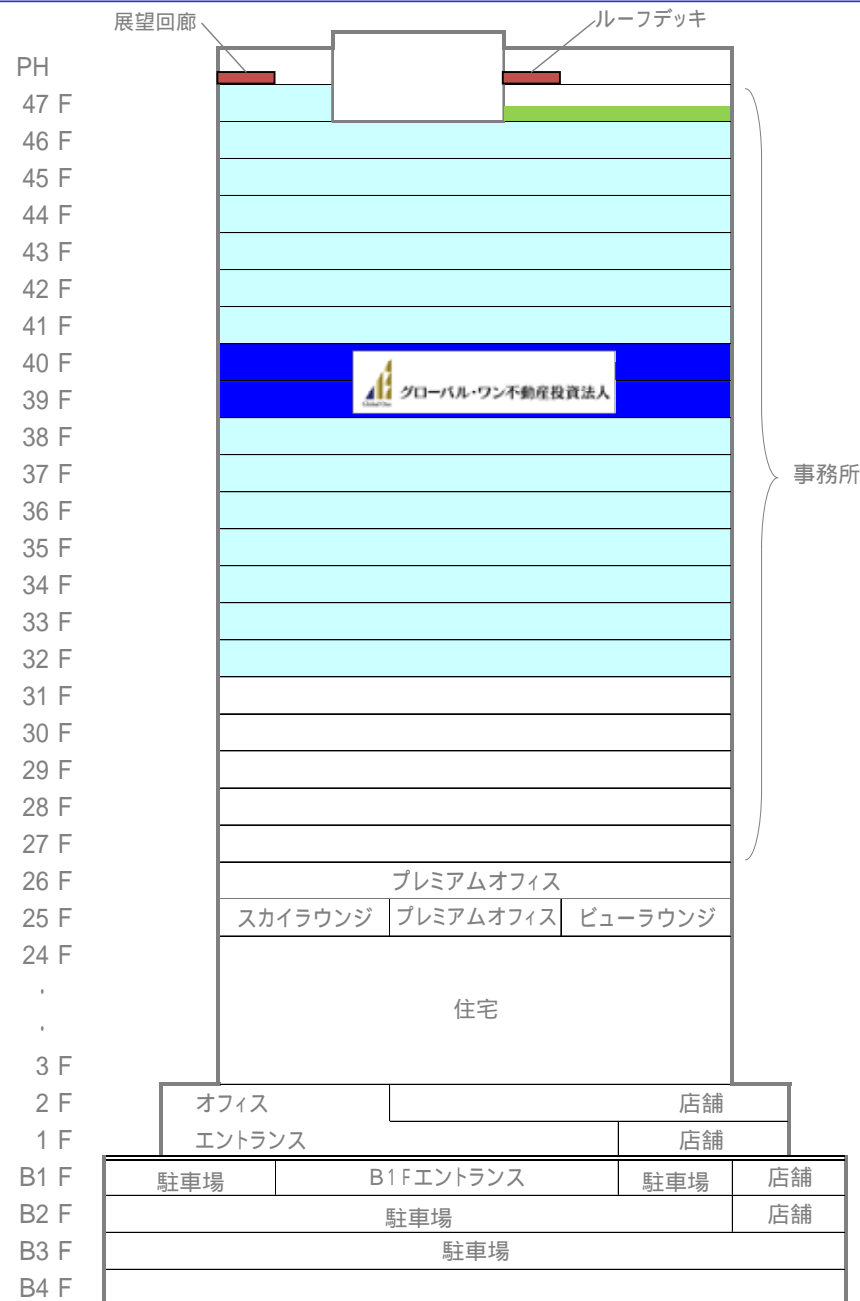 展望回廊 ルーフデッキ
PH
47 F
46 F
45 F
44 F
43 F
42 F
41 F
40 F
グローバル・ワン不動産投資法人
39 F
38 F
37 F 事務所
36 F
35 F
34 F
33 F
32 F
31 F
30 F
29 F
28 F
27 F
26 F プレミアムオフィス
25 F スカイラウンジ プレミアムオフィス ビューラウンジ
24 F
住宅
3 F
2 F オフィス 店舗
1 F エントランス 店舗
B1 F 駐車場 B1Fエントランス 駐車場 店舗
B2 F 駐車場 店舗
B3 F 駐車場
B4 F